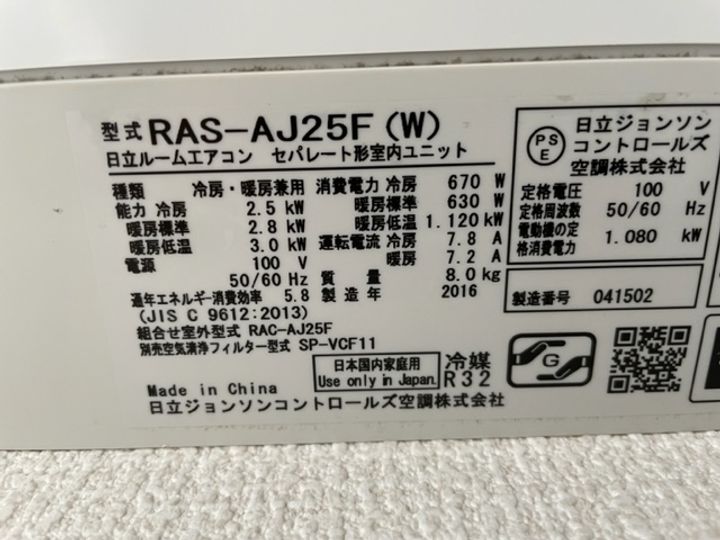 型式 RAS-AJ25F (W)
日立ルームエアコン セパレート形室内ユニット
種類 冷房・暖房兼用
能力 冷房 2.5 kW
暖房標準 2.8 kW
暖房低温 3.0 kW
電源 100 V
50/60 Hz
消費電力 冷房 670 W
暖房標準 630 W
暖房低温 1.120 kW
運転電流 冷房 7.8 A
暖房 7.2 A
質量 8.0 kg
製造年 2016
通年エネルギー消費効率 5.8
(JIS C 9612:2013)
組合せ室外型式 RAC-AJ25F
別売空気清浄フィルター型式 SP-VCF11
日本国内家庭用
Use only in Japan.
冷媒
R32
Made in China
日立ジョンソンコントロールズ空調株式会社
PS
E
日立ジョンソン
コントロールズ
空調株式会社
定格電圧 100 V
定格周波数 50/60 Hz
電動機の定
格消費電力 1.080 kW
製造番号 041502
G